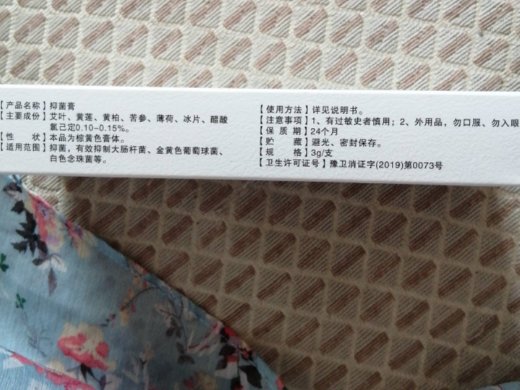 【产品名称】抑菌膏
【主要成份】艾叶、黄莲、黄柏、苦参、薄荷、冰片、醋酸
氯己定0.10-0.15%。
【性 状】本品为棕黄色膏体。
【适用范围】抑菌，有效抑制大肠杆菌、金黄色葡萄球菌、
白色念珠菌等。
【使用方法】详见说明书。
【注意事项】1、有过敏史者慎用；2、外用品，勿口服、勿入眼
【保 质 期】24个月
【贮 藏】避光、密封保存。
【规 格】3g/支
【卫生许可证号】豫卫消证字(2019)第0073号